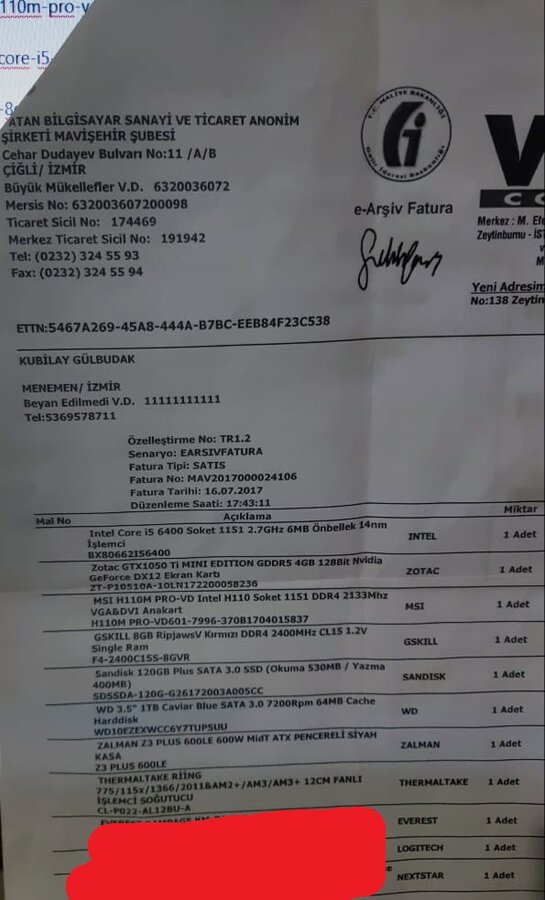 110m-pro-v
core-i5-
ATAN BİLGİSAYAR SANAYİ VE TİCARET ANONİM
ŞİRKETİ MAVİŞEHİR ŞUBESİ
Cehar Dudayev Bulvarı No:11 /A/B
ÇİĞLİ/ İZMİR
Büyük Mükellefler V.D. 6320036072
Mersis No: 632003607200098
Ticaret Sicil No: 174469
Merkez Ticaret Sicil No: 191942
Tel: (0232) 324 55 93
Fax: (0232) 324 55 94
T.C. MALİYE BAKANLIĞI
Gelir İdaresi Başkanlığı
e-Arşiv Fatura
Merkez : M. Efe
Zeytinburnu - İST
Yeni Adresim
No:138 Zeytin
ETTN:5467A269-45A8-444A-B7BC-EEB84F23C538
KUBİLAY GÜLBUDAK
MENEMEN/ İZMİR
Beyan Edilmedi V.D. 11111111111
Tel:5369578711
Özelleştirme No: TR1.2
Senaryo: EARSIVFATURA
Fatura Tipi: SATIS
Fatura No: MAV2017000024106
Fatura Tarihi: 16.07.2017
Düzenleme Saati: 17:43:11
Mal No Açıklama Miktar
Intel Core i5 6400 Soket 1151 2.7GHz 6MB Önbellek 14nm
İşlemci INTEL 1 Adet
BX80662IS6400
Zotac GTX1050 Ti MINI EDITION GDDR5 4GB 128Bit Nvidia
GeForce DX12 Ekran Kartı ZOTAC 1 Adet
ZT-P10510A-10LN172200058236
MSI H110M PRO-VD Intel H110 Soket 1151 DDR4 2133Mhz
VGA&DVI Anakart MSI 1 Adet
H110M PRO-VD601-7996-370B1704015837
GSKILL 8GB RipjawsV Kırmızı DDR4 2400MHz CL15 1.2V
Single Ram GSKILL 1 Adet
F4-2400C15S-8GVR
Sandisk 120GB Plus SATA 3.0 SSD (Okuma 530MB / Yazma
400MB) SANDISK 1 Adet
SDSSDA-120G-G26172003A005CC
WD 3.5" 1TB Caviar Blue SATA 3.0 7200Rpm 64MB Cache
Harddisk WD 1 Adet
WD10EZEXWCC6Y7TUP5UU
ZALMAN Z3 PLUS 600LE 600W MidT ATX PENCERELİ SİYAH
KASA ZALMAN 1 Adet
Z3 PLUS 600LE
THERMALTAKE RİİNG
775/115x/1366/2011&AM2+/AM3/AM3+ 12CM FANLI THERMALTAKE 1 Adet
İŞLEMCİ SOĞUTUCU
CL-P022-AL12BU-A
EVEREST 1 Adet
LOGITECH 1 Adet
NEXTSTAR 1 Adet